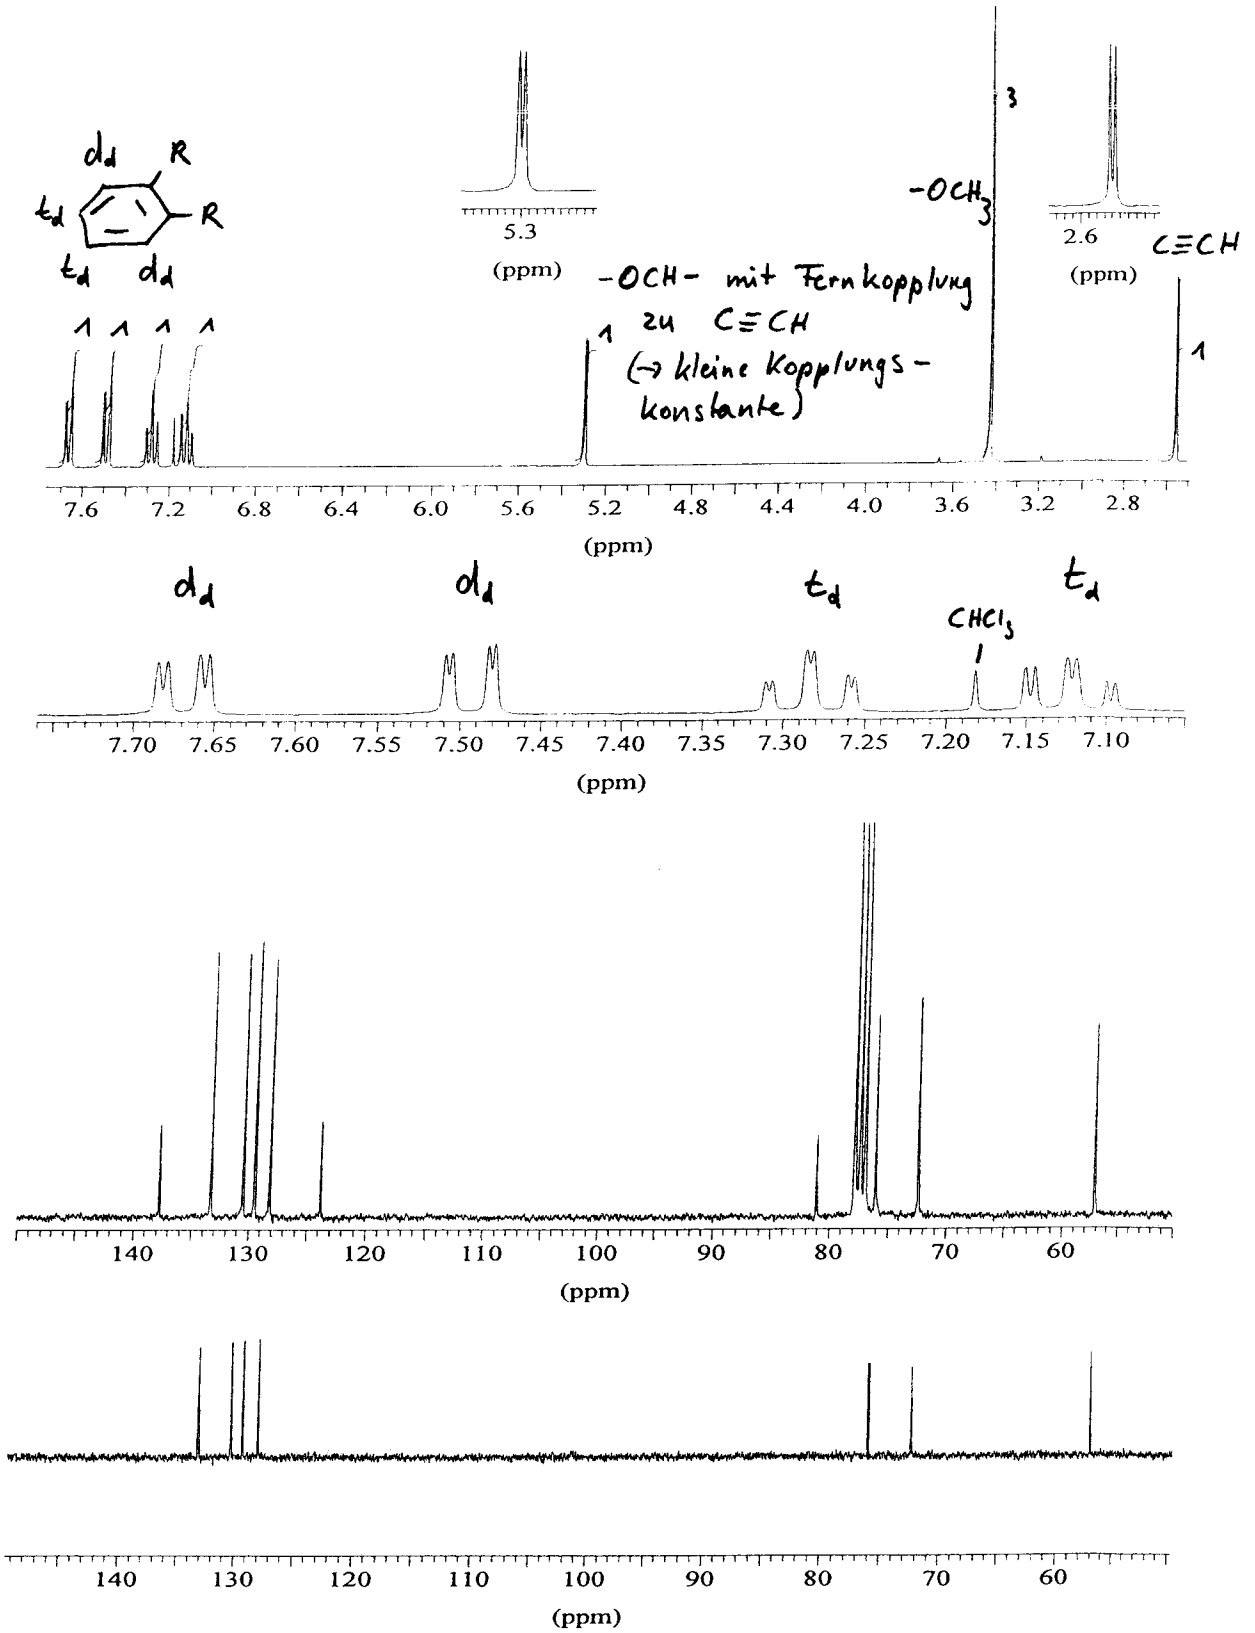 3
d_d R
-OCH₃
t_d R
5.3
2.6
C≡CH
t_d d_d
(ppm)
(ppm)
-OCH- mit Fernkopplung
1 1 1 1
1 zu C≡CH
1
(→ kleine Kopplungs-
konstante)
7.6 7.2 6.8 6.4 6.0 5.6 5.2 4.8 4.4 4.0 3.6 3.2 2.8
(ppm)
d_d d_d t_d t_d
CHCl₃
7.70 7.65 7.60 7.55 7.50 7.45 7.40 7.35 7.30 7.25 7.20 7.15 7.10
(ppm)
140 130 120 110 100 90 80 70 60
(ppm)
140 130 120 110 100 90 80 70 60
(ppm)